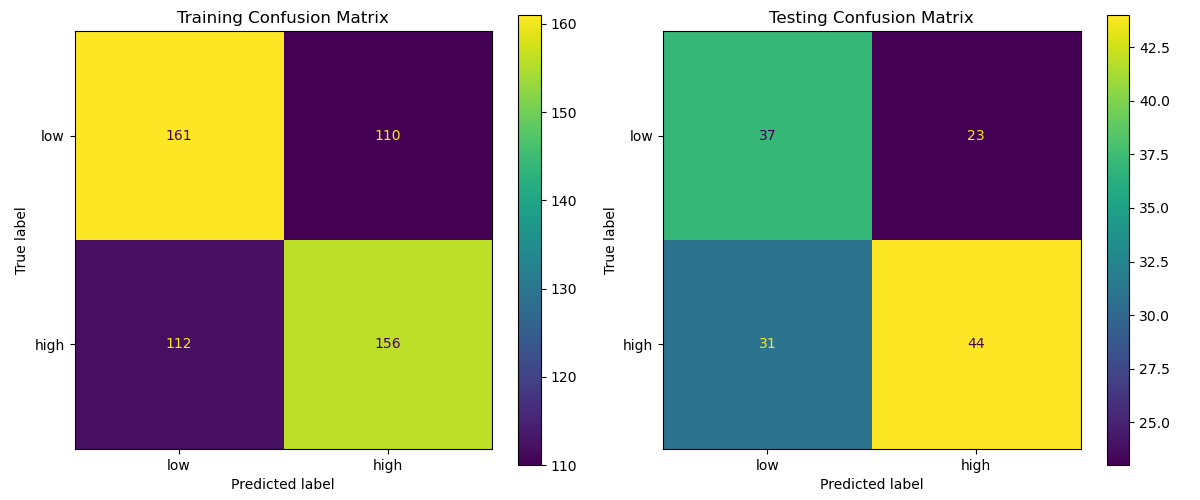 Training Confusion Matrix
True label
low
high
161
110
112
156
low
high
Predicted label
160
150
140
130
120
110
Testing Confusion Matrix
True label
low
high
37
23
31
44
low
high
Predicted label
42.5
40.0
37.5
35.0
32.5
30.0
27.5
25.0